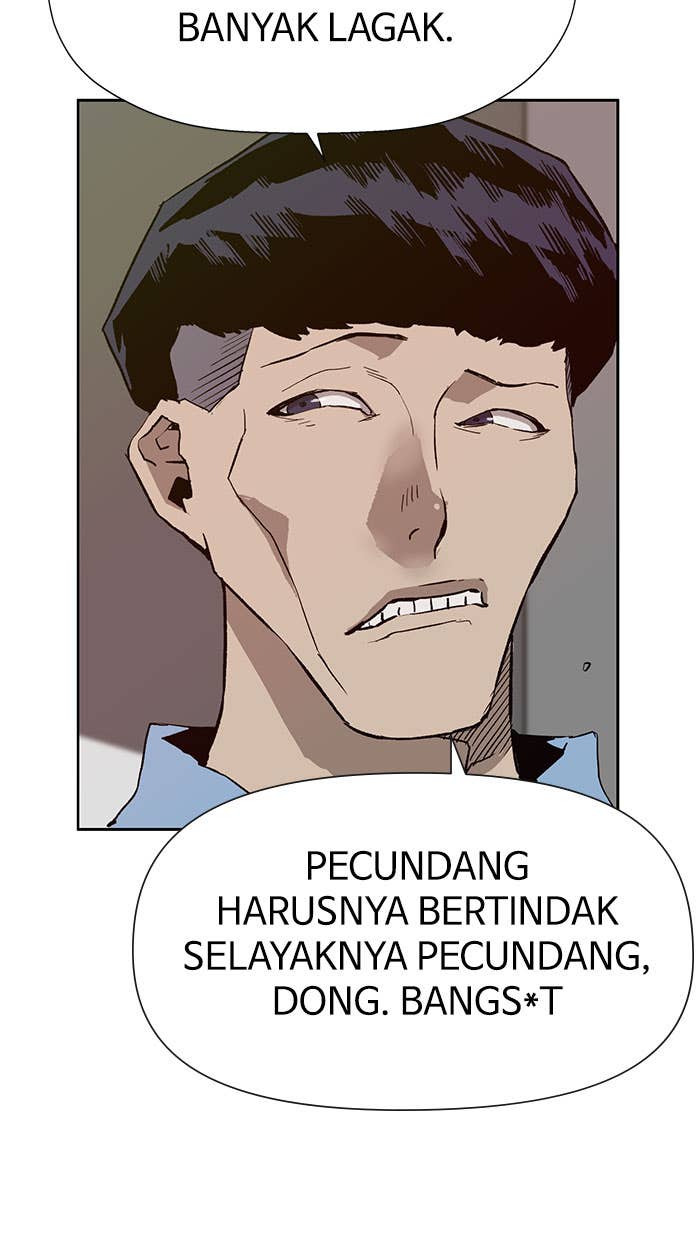 BANYAK LAGAK.
PECUNDANG
HARUSNYA BERTINDAK
SELAYAKNYA PECUNDANG,
DONG. BANGS*T